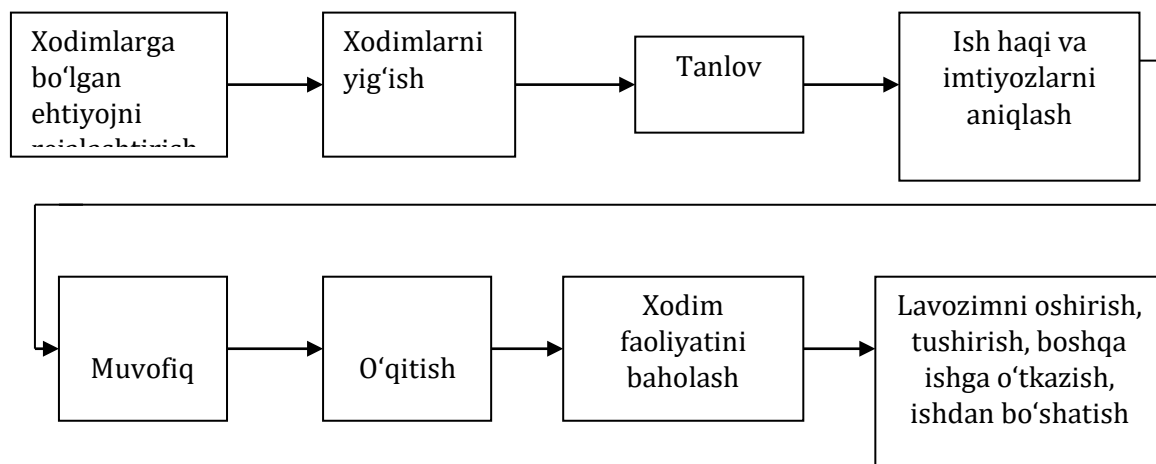 Xodimlarga
bo‘lgan
ehtiyojni
rejalashtirish
Xodimlarni
yig‘ish
Tanlov
Ish haqi va
imtiyozlarni
aniqlash
Muvofiq
O‘qitish
Xodim
faoliyatini
baholash
Lavozimni oshirish,
tushirish, boshqa
ishga o‘tkazish,
ishdan bo‘shatish